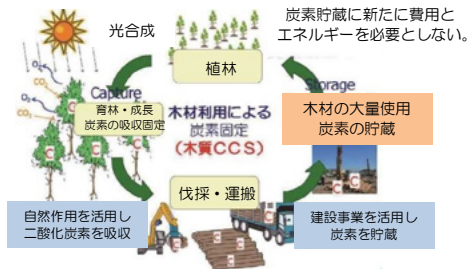 光合成
炭素貯蔵に新たに費用と
エネルギーを必要としない。
植林
Capture
Storage
O₂
CO₂
O₂
CO₂
育林・成長
炭素の吸収固定
木材利用による
炭素固定
(木質CCS)
木材の大量使用
炭素の貯蔵
C
C
C
C
C
C
伐採・運搬
自然作用を活用し
二酸化炭素を吸収
建設事業を活用し
炭素を貯蔵
C
C
C
C
C